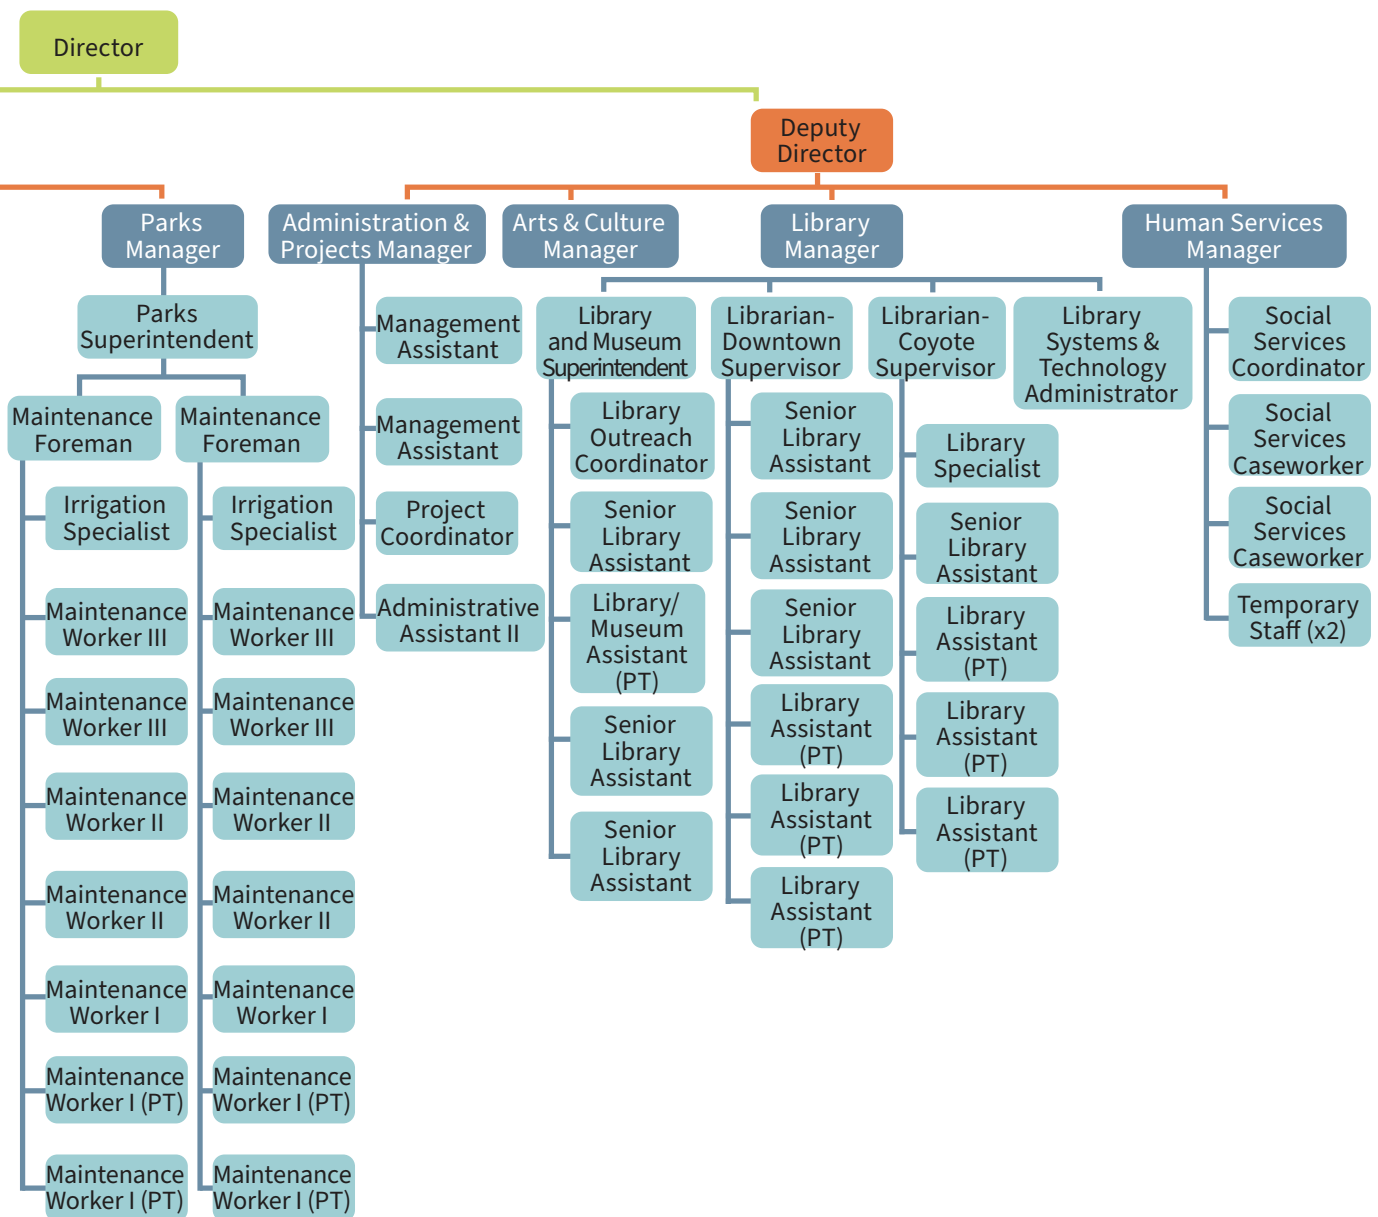 Director
Deputy
Director
Parks
Manager
Administration &
Projects Manager
Arts & Culture
Manager
Library
Manager
Human Services
Manager
Parks
Superintendent
Maintenance
Foreman
Irrigation
Specialist
Maintenance
Worker III
Maintenance
Worker III
Maintenance
Worker II
Maintenance
Worker II
Maintenance
Worker I
Maintenance
Worker I (PT)
Maintenance
Worker I (PT)
Maintenance
Foreman
Irrigation
Specialist
Maintenance
Worker III
Maintenance
Worker III
Maintenance
Worker II
Maintenance
Worker II
Maintenance
Worker I
Maintenance
Worker I (PT)
Maintenance
Worker I (PT)
Management
Assistant
Management
Assistant
Project
Coordinator
Administrative
Assistant II
Library
and Museum
Superintendent
Library
Outreach
Coordinator
Senior
Library
Assistant
Library/
Museum
Assistant
(PT)
Senior
Library
Assistant
Senior
Library
Assistant
Librarian-
Downtown
Supervisor
Senior
Library
Assistant
Senior
Library
Assistant
Senior
Library
Assistant
Library
Assistant
(PT)
Library
Assistant
(PT)
Library
Assistant
(PT)
Librarian-
Coyote
Supervisor
Library
Specialist
Senior
Library
Assistant
Library
Assistant
(PT)
Library
Assistant
(PT)
Library
Assistant
(PT)
Library
Systems &
Technology
Administrator
Social
Services
Coordinator
Social
Services
Caseworker
Social
Services
Caseworker
Temporary
Staff (x2)